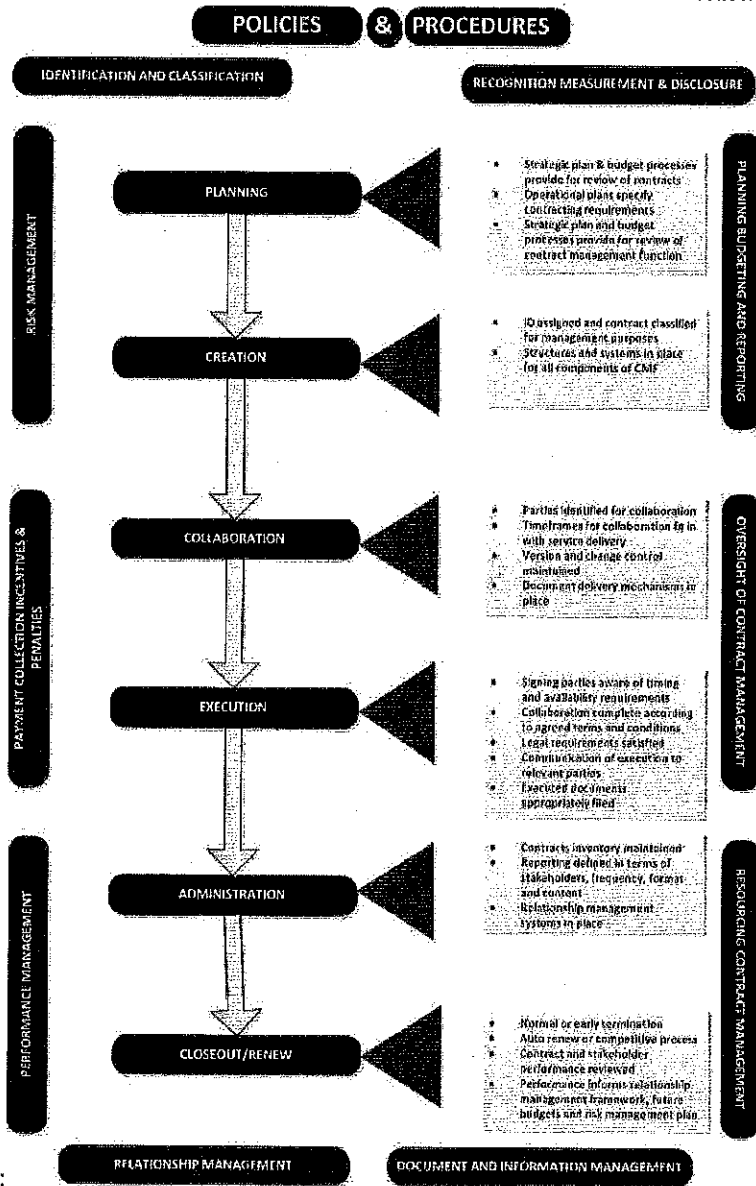 POLICIES & PROCEDURES
IDENTIFICATION AND CLASSIFICATION
RECOGNITION MEASUREMENT & DISCLOSURE
RISK MANAGEMENT
PLANNING
• Strategic plan & budget processes
provide for review of contracts
• Operational plans specify
contracting requirements
• Strategic plan and budget
processes provide for review of
contract management function
PLANNING BUDGETING AND REPORTING
CREATION
• ID assigned and contract classified
for management purposes
• Structures and systems in place
for all components of CMF
PAYMENT COLLECTION INCENTIVES &
PENALTIES
COLLABORATION
• Parties identified for collaboration
• Timeframes for collaboration fit in
with service delivery
• Version and change control
maintained
• Document delivery mechanisms in
place
OVERSIGHT OF CONTRACT MANAGEMENT
EXECUTION
• Signing parties aware of timing
and availability requirements
• Collaboration complete according
to agreed terms and conditions
• Legal requirements satisfied
• Communication of execution to
relevant parties
• Executed documents
appropriately filed
PERFORMANCE MANAGEMENT
ADMINISTRATION
• Contracts inventory maintained
• Reporting defined in terms of
stakeholders, frequency, format
and content
• Relationship management
systems in place
RESOURCING CONTRACT MANAGEMENT
CLOSEOUT/RENEW
• Normal or early termination
• Auto renew or competitive process
• Contract and stakeholder
performance reviewed
• Performance informs relationship
management framework, future
budgets and risk management plan
RELATIONSHIP MANAGEMENT
DOCUMENT AND INFORMATION MANAGEMENT